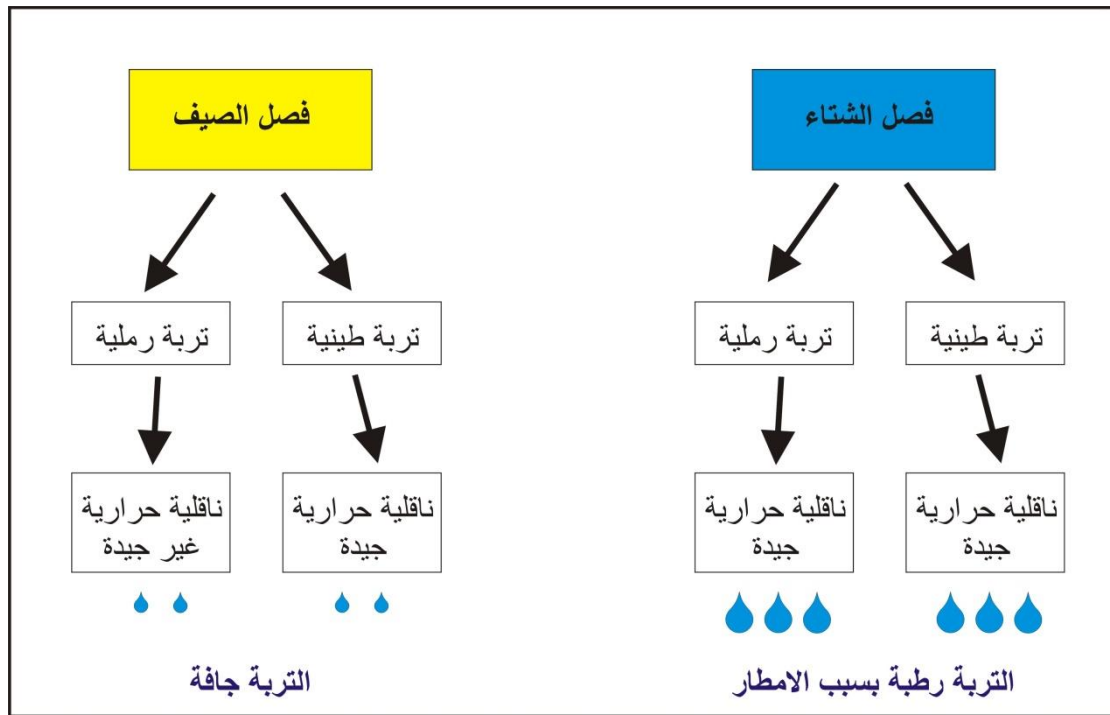 فصل الشتاء
تربة طينية
تربة رملية
ناقلية حرارية
جيدة
ناقلية حرارية
جيدة
التربة رطبة بسبب الامطار
فصل الصيف
تربة طينية
تربة رملية
ناقلية حرارية
جيدة
ناقلية حرارية
غير جيدة
التربة جافة